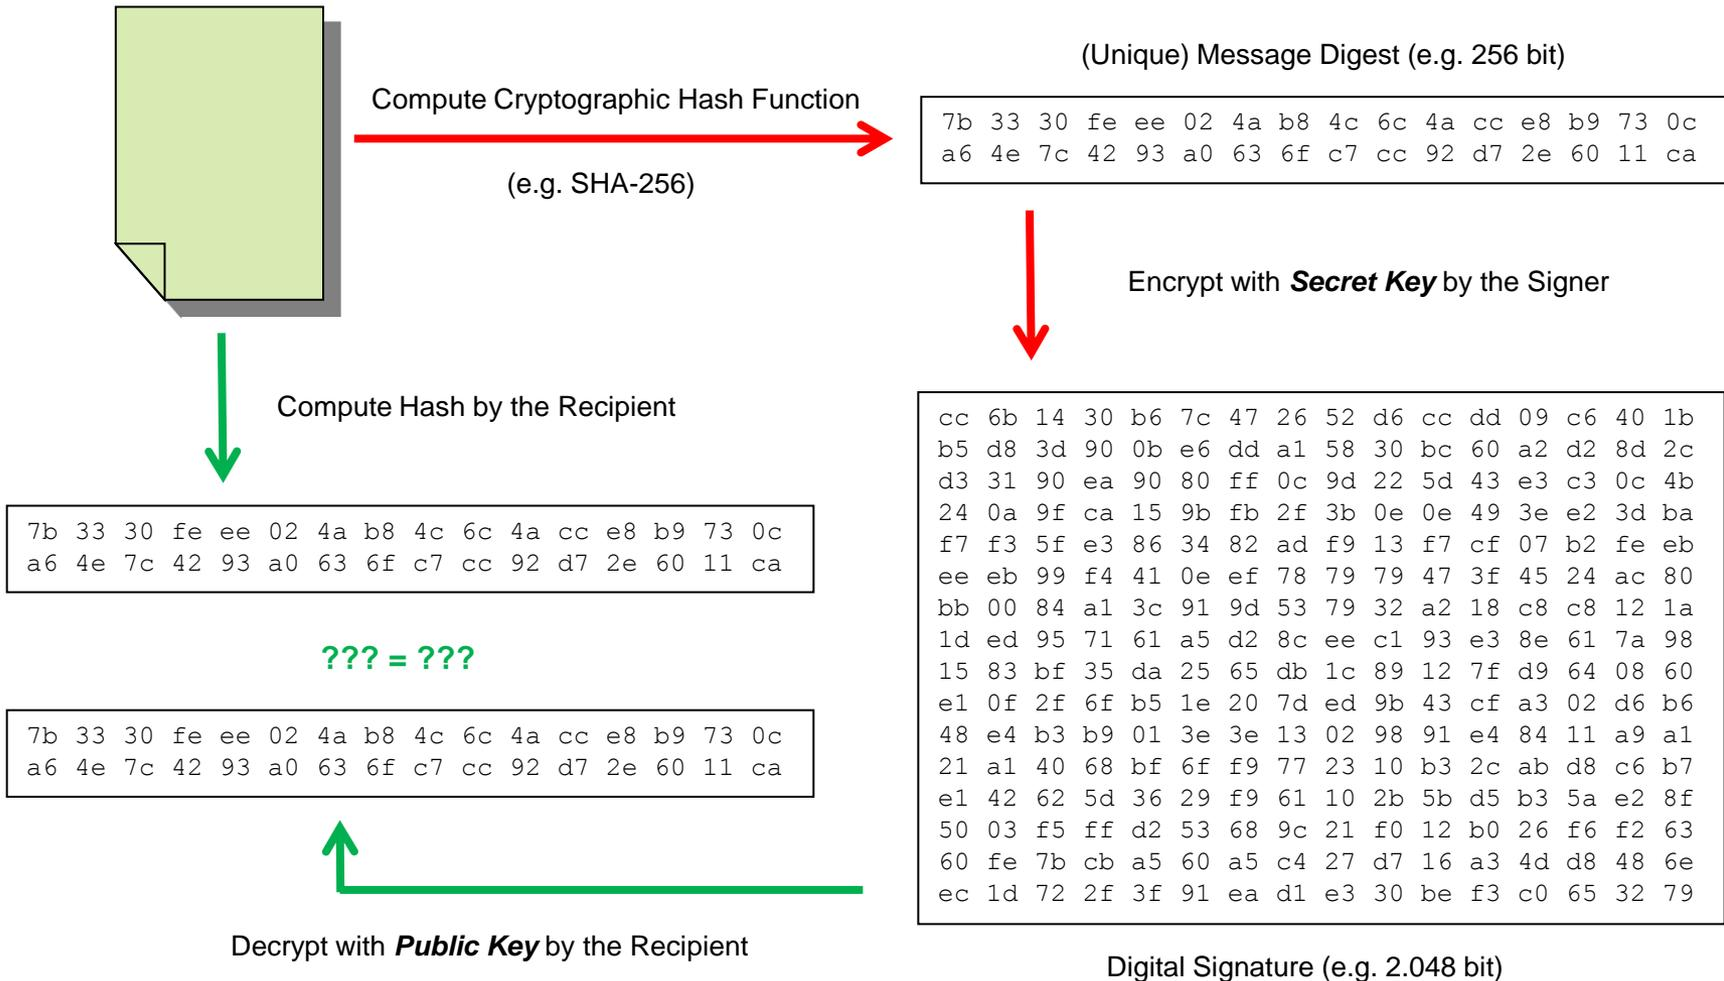 (Unique) Message Digest (e.g. 256 bit)
Compute Cryptographic Hash Function
(e.g. SHA-256)
7b 33 30 fe ee 02 4a b8 4c 6c 4a cc e8 b9 73 0c
a6 4e 7c 42 93 a0 63 6f c7 cc 92 d7 2e 60 11 ca
Encrypt with Secret Key by the Signer
Compute Hash by the Recipient
7b 33 30 fe ee 02 4a b8 4c 6c 4a cc e8 b9 73 0c
a6 4e 7c 42 93 a0 63 6f c7 cc 92 d7 2e 60 11 ca
??? = ???
7b 33 30 fe ee 02 4a b8 4c 6c 4a cc e8 b9 73 0c
a6 4e 7c 42 93 a0 63 6f c7 cc 92 d7 2e 60 11 ca
Decrypt with Public Key by the Recipient
cc 6b 14 30 b6 7c 47 26 52 d6 cc dd 09 c6 40 1b
b5 d8 3d 90 0b e6 dd a1 58 30 bc 60 a2 d2 8d 2c
d3 31 90 ea 90 80 ff 0c 9d 22 5d 43 e3 c3 0c 4b
24 0a 9f ca 15 9b fb 2f 3b 0e 0e 49 3e e2 3d ba
f7 f3 5f e3 86 34 82 ad f9 13 f7 cf 07 b2 fe eb
ee eb 99 f4 41 0e ef 78 79 79 47 3f 45 24 ac 80
bb 00 84 a1 3c 91 9d 53 79 32 a2 18 c8 c8 12 1a
1d ed 95 71 61 a5 d2 8c ee c1 93 e3 8e 61 7a 98
15 83 bf 35 da 25 65 db 1c 89 12 7f d9 64 08 60
e1 0f 2f 6f b5 1e 20 7d ed 9b 43 cf a3 02 d6 b6
48 e4 b3 b9 01 3e 3e 13 02 98 91 e4 84 11 a9 a1
21 a1 40 68 bf 6f f9 77 23 10 b3 2c ab d8 c6 b7
e1 42 62 5d 36 29 f9 61 10 2b 5b d5 b3 5a e2 8f
50 03 f5 ff d2 53 68 9c 21 f0 12 b0 26 f6 f2 63
60 fe 7b cb a5 60 a5 c4 27 d7 16 a3 4d d8 48 6e
ec 1d 72 2f 3f 91 ea d1 e3 30 be f3 c0 65 32 79
Digital Signature (e.g. 2.048 bit)